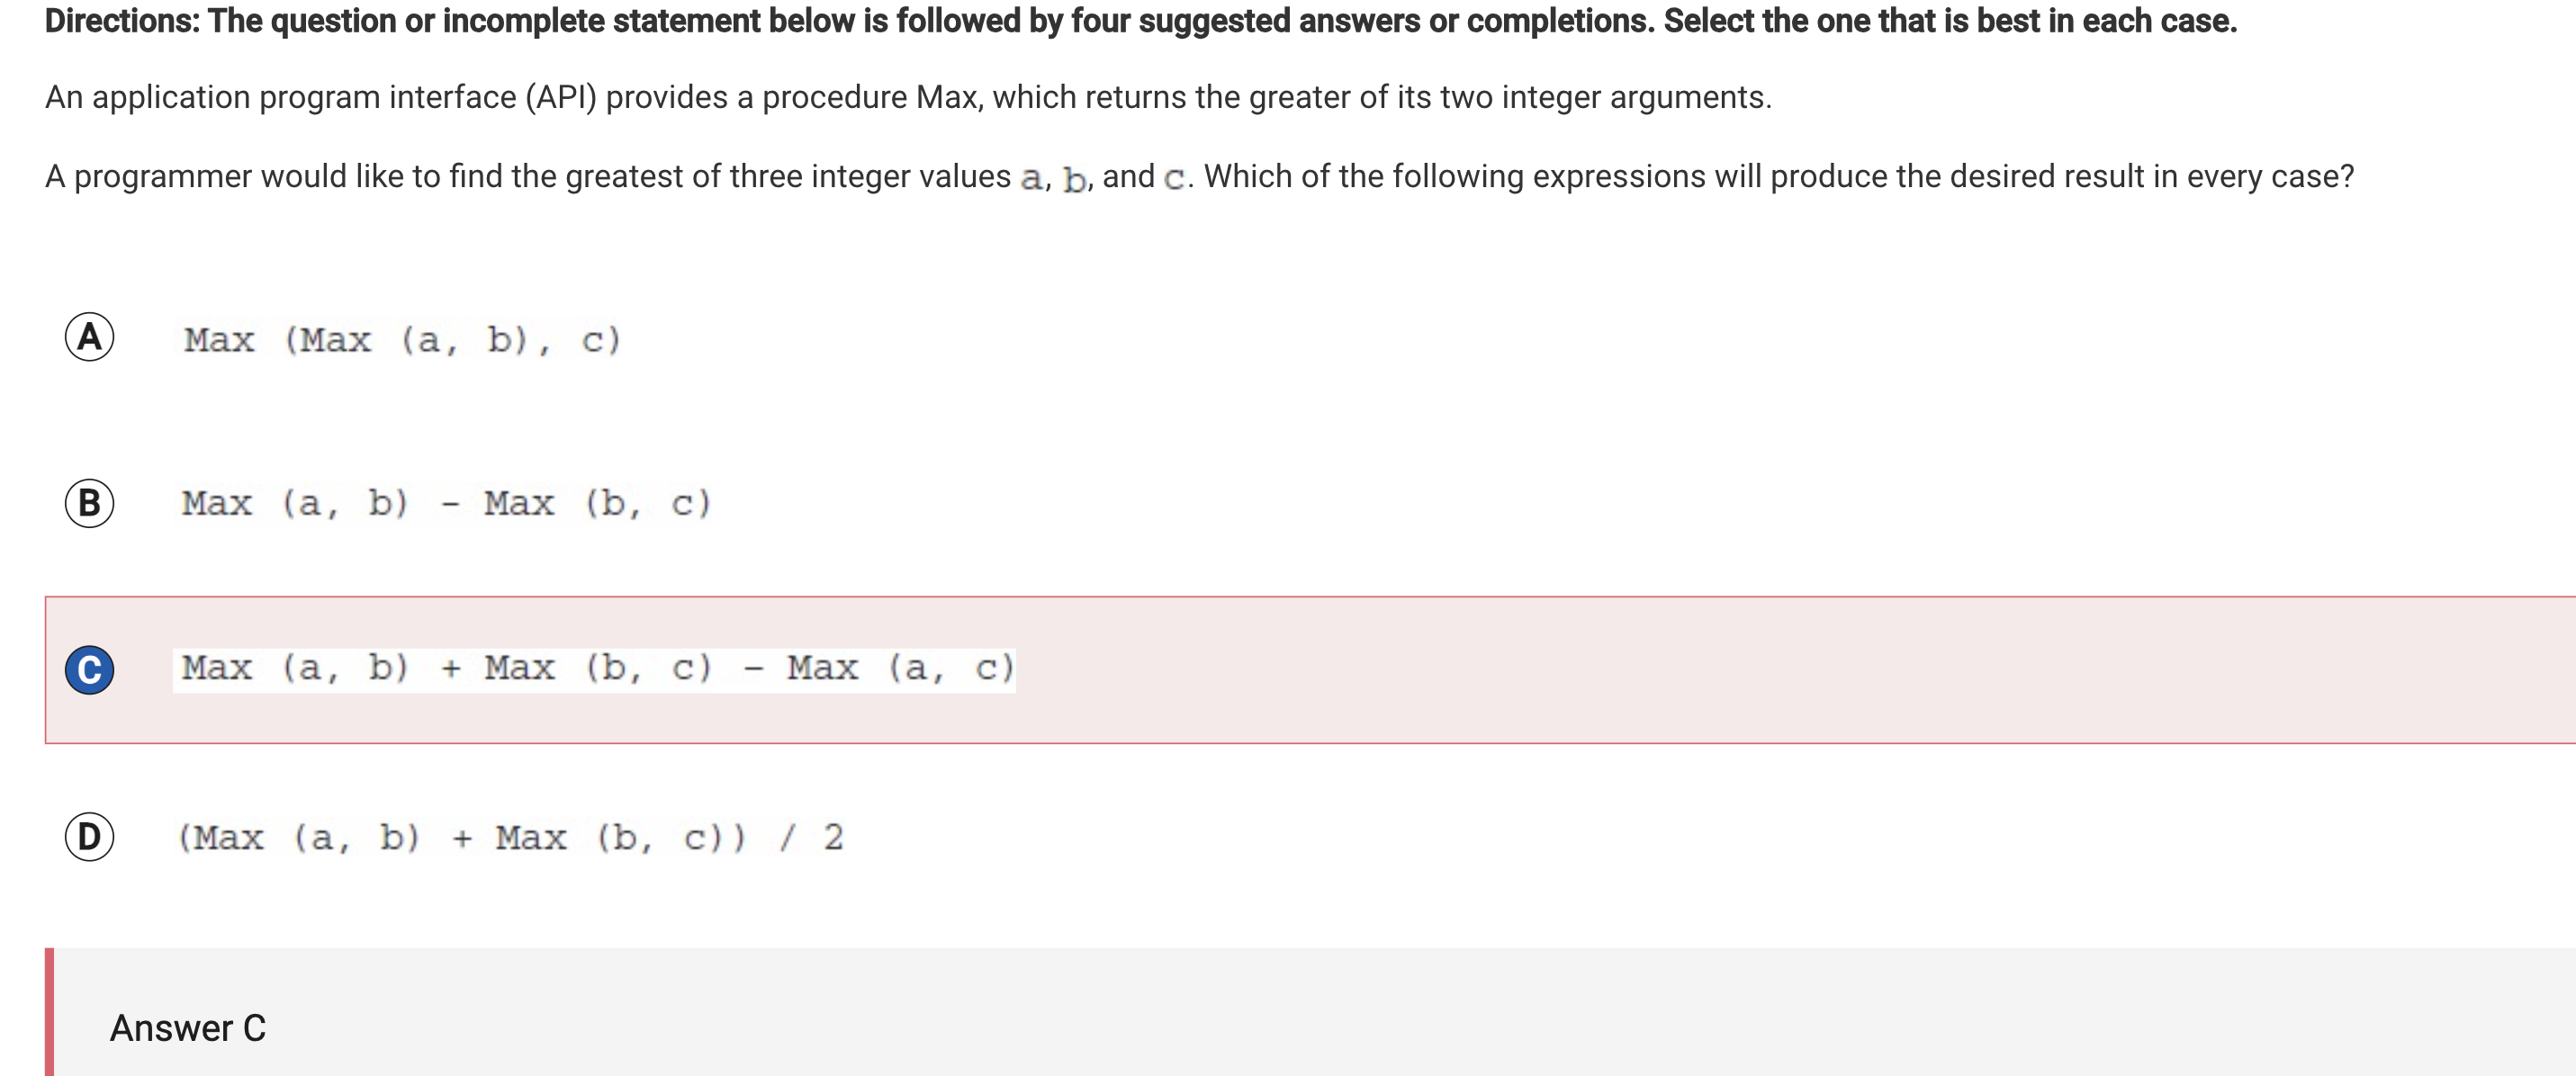 Directions: The question or incomplete statement below is followed by four suggested answers or completions. Select the one that is best in each case.
An application program interface (API) provides a procedure Max, which returns the greater of its two integer arguments.
A programmer would like to find the greatest of three integer values a, b, and c. Which of the following expressions will produce the desired result in every case?
A Max (Max (a, b), c)
B Max (a, b) - Max (b, c)
C Max (a, b) + Max (b, c) - Max (a, c)
D (Max (a, b) + Max (b, c)) / 2
Answer C